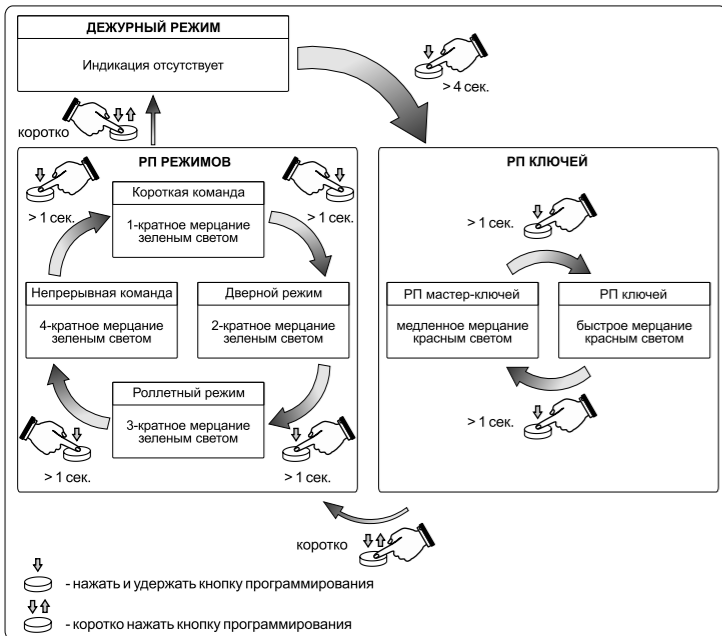 ДЕЖУРНЫЙ РЕЖИМ
Индикация отсутствует
> 4 сек.
коротко
РП РЕЖИМОВ
> 1 сек.
Короткая команда
1-кратное мерцание
зеленым светом
> 1 сек.
Непрерывная команда
4-кратное мерцание
зеленым светом
Дверной режим
2-кратное мерцание
зеленым светом
Роллетный режим
3-кратное мерцание
зеленым светом
> 1 сек.
> 1 сек.
РП КЛЮЧЕЙ
> 1 сек.
РП мастер-ключей
медленное мерцание
красным светом
РП ключей
быстрое мерцание
красным светом
> 1 сек.
коротко
- нажать и удержать кнопку программирования
- коротко нажать кнопку программирования